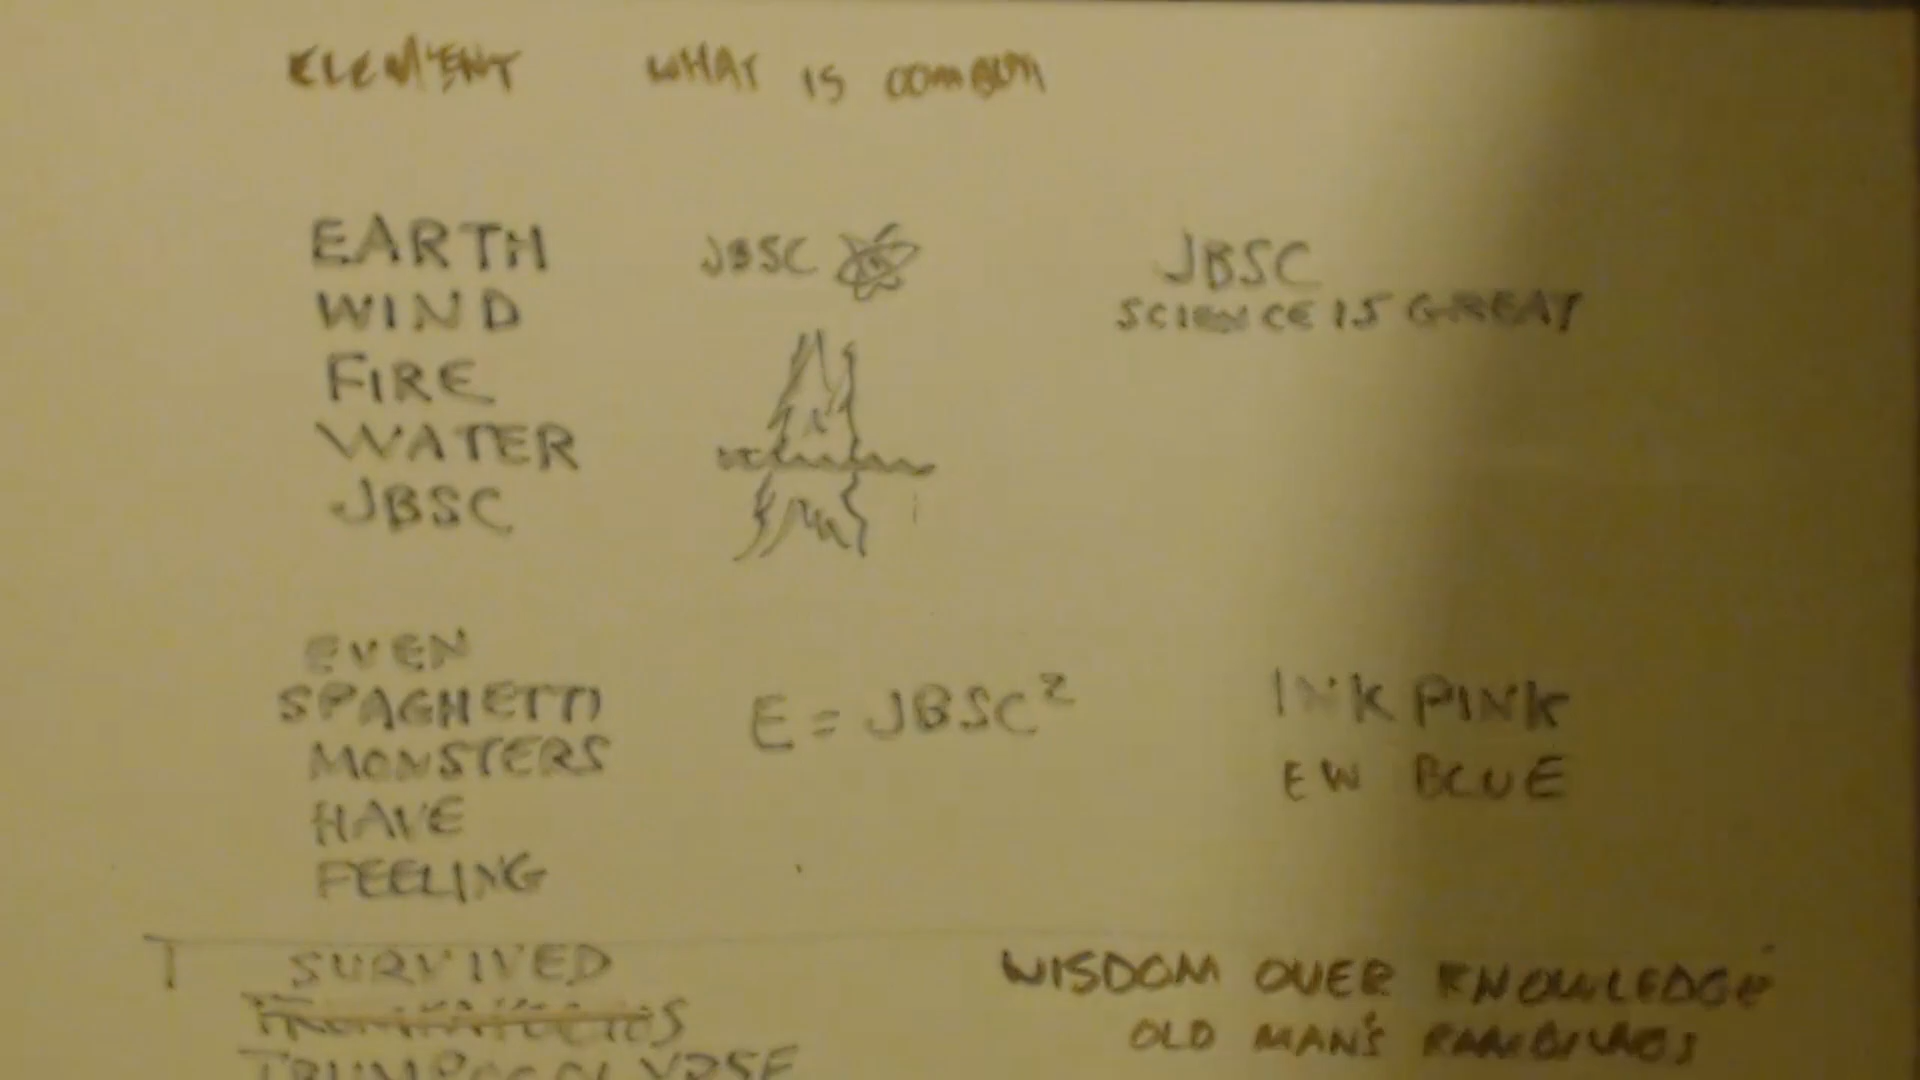 ELEMENT WHAT IS COMMON
EARTH
WIND
FIRE
WATER
JBSC
JBSC
JBSC
SCIENCE IS GREAT
EVEN
SPAGHETTI
MONSTERS
HAVE
FEELING
E = JBSC²
INK PINK
EW BLUE
I SURVIVED
TRUMPOCOLYPSE
WISDOM OVER KNOWLEDGE
OLD MAN'S RAMBLINGS